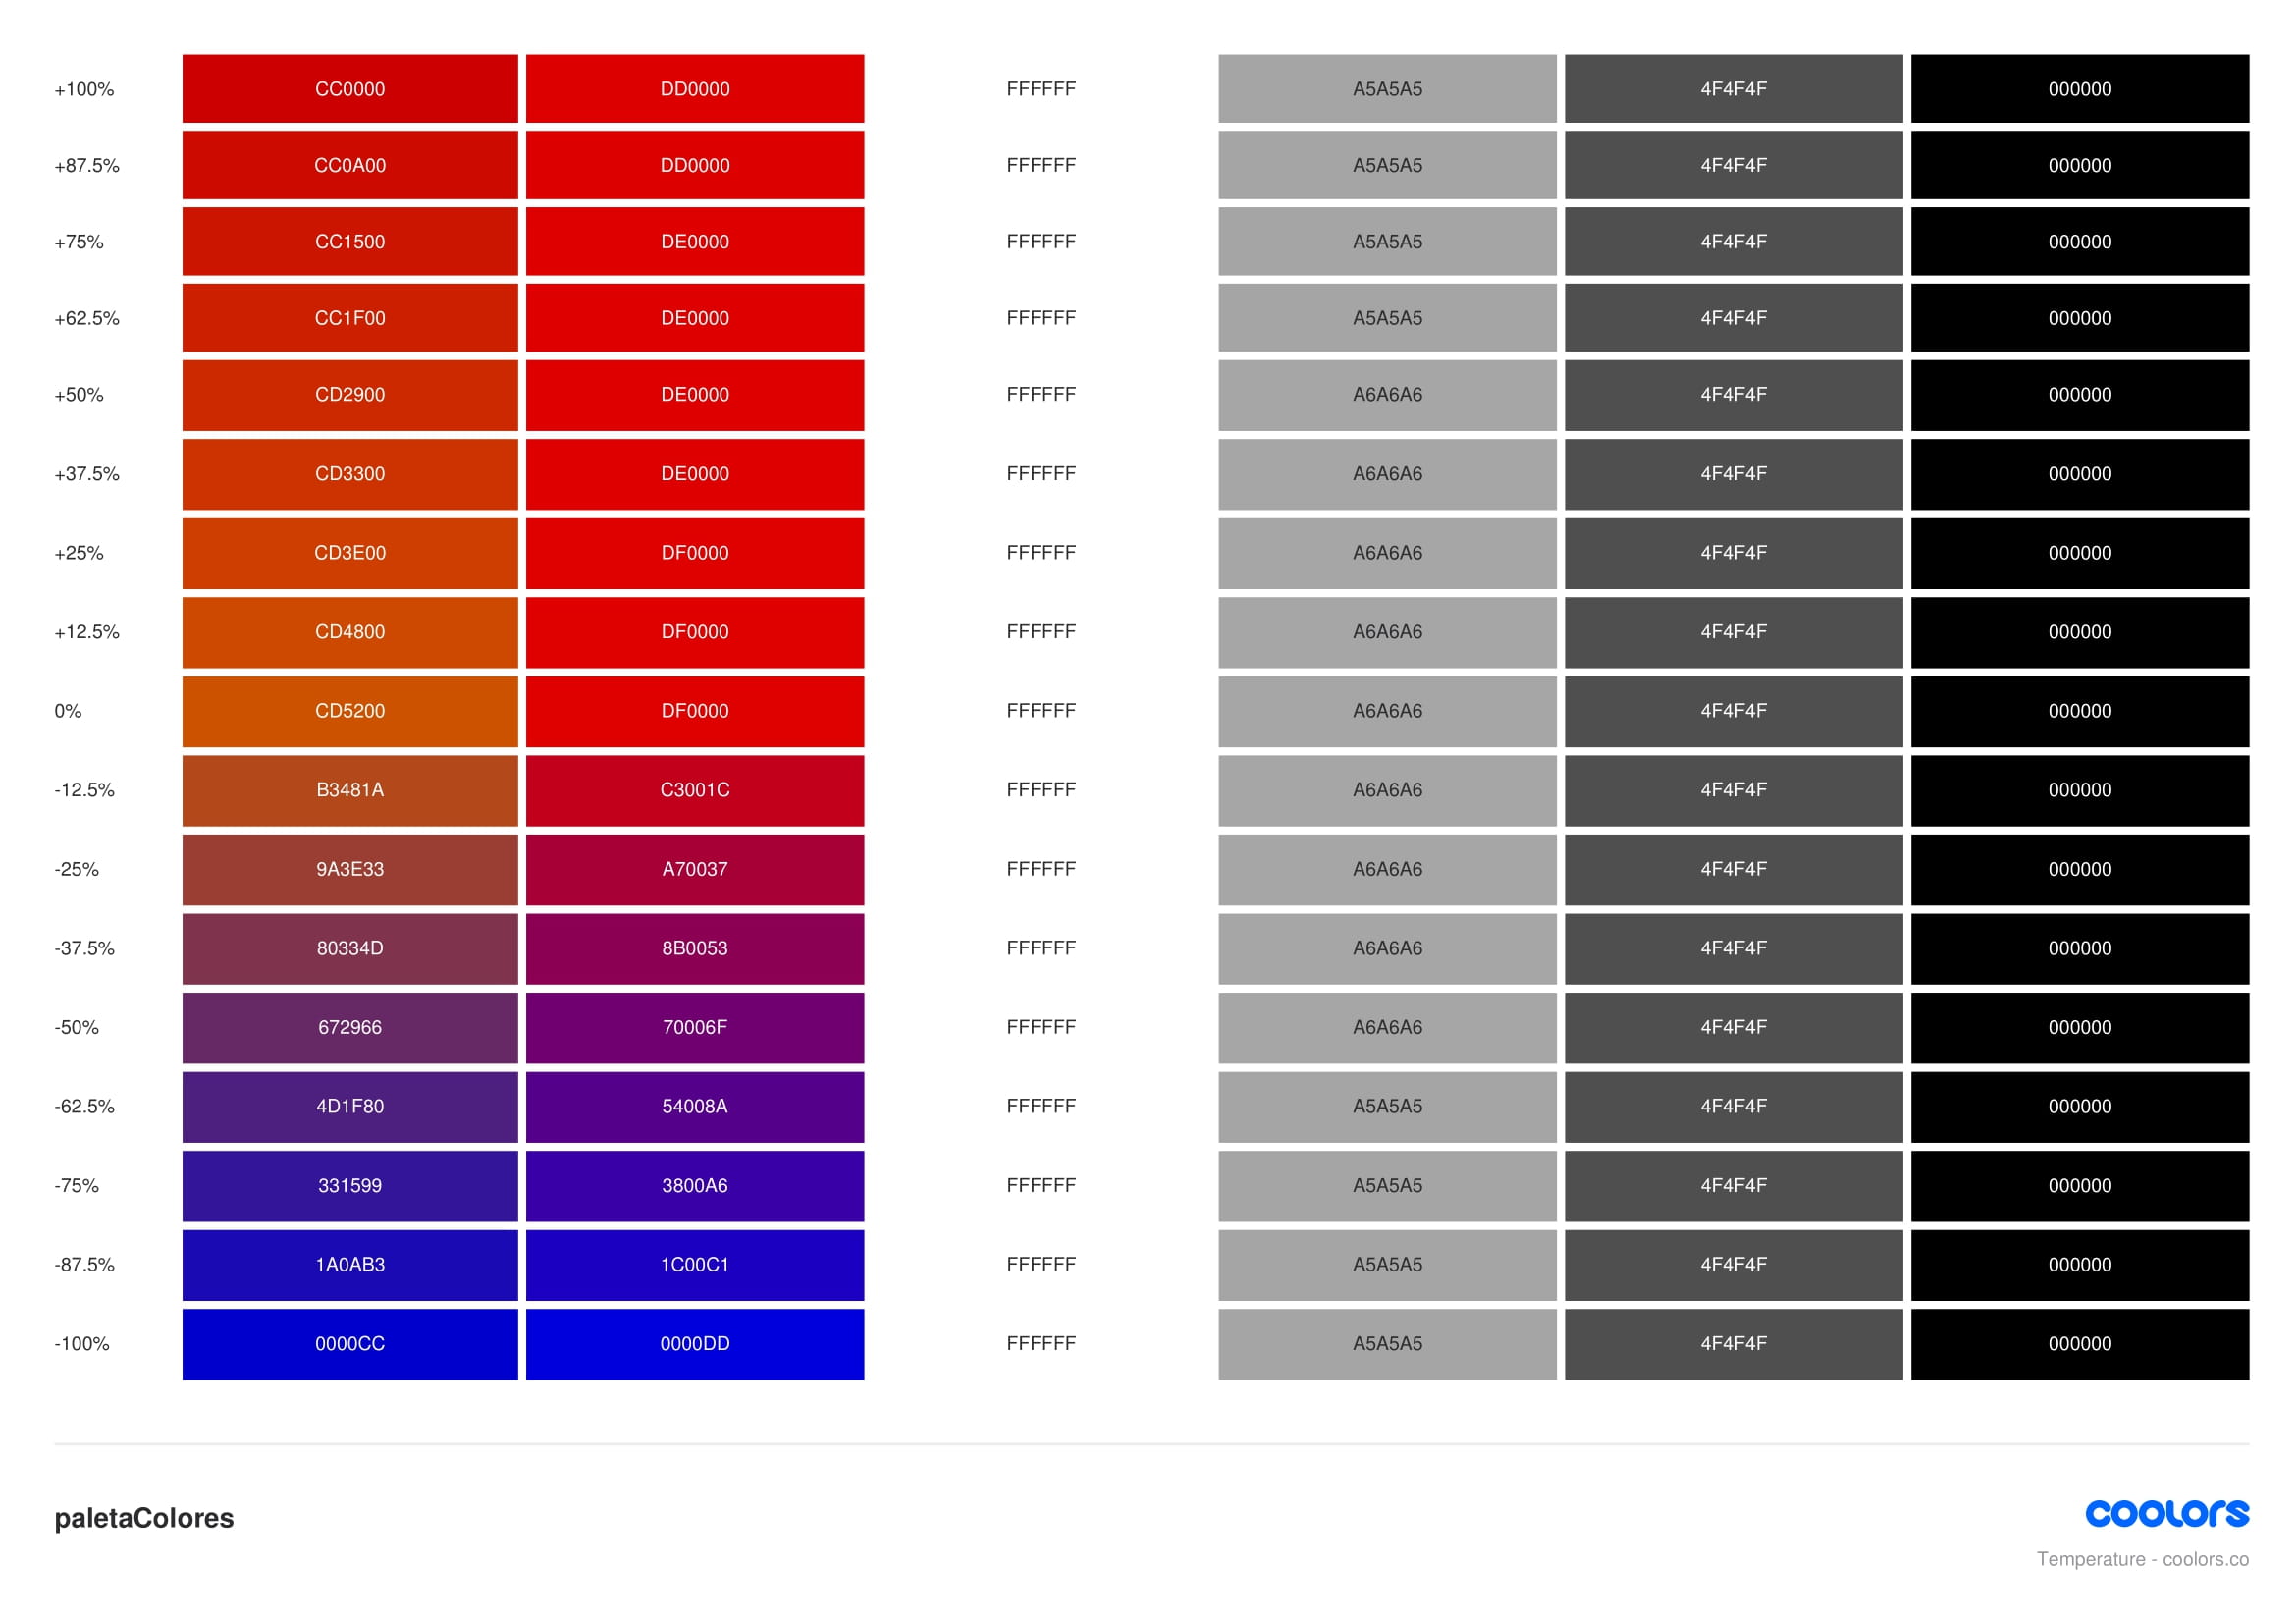 +100% CC0000 DD0000 FFFFFF A5A5A5 4F4F4F 000000
+87.5% CC0A00 DD0000 FFFFFF A5A5A5 4F4F4F 000000
+75% CC1500 DE0000 FFFFFF A5A5A5 4F4F4F 000000
+62.5% CC1F00 DE0000 FFFFFF A5A5A5 4F4F4F 000000
+50% CD2900 DE0000 FFFFFF A6A6A6 4F4F4F 000000
+37.5% CD3300 DE0000 FFFFFF A6A6A6 4F4F4F 000000
+25% CD3E00 DF0000 FFFFFF A6A6A6 4F4F4F 000000
+12.5% CD4800 DF0000 FFFFFF A6A6A6 4F4F4F 000000
0% CD5200 DF0000 FFFFFF A6A6A6 4F4F4F 000000
-12.5% B3481A C3001C FFFFFF A6A6A6 4F4F4F 000000
-25% 9A3E33 A70037 FFFFFF A6A6A6 4F4F4F 000000
-37.5% 80334D 8B0053 FFFFFF A6A6A6 4F4F4F 000000
-50% 672966 70006F FFFFFF A6A6A6 4F4F4F 000000
-62.5% 4D1F80 54008A FFFFFF A5A5A5 4F4F4F 000000
-75% 331599 3800A6 FFFFFF A5A5A5 4F4F4F 000000
-87.5% 1A0AB3 1C00C1 FFFFFF A5A5A5 4F4F4F 000000
-100% 0000CC 0000DD FFFFFF A5A5A5 4F4F4F 000000
paletaColores
coolors
Temperature - coolors.co